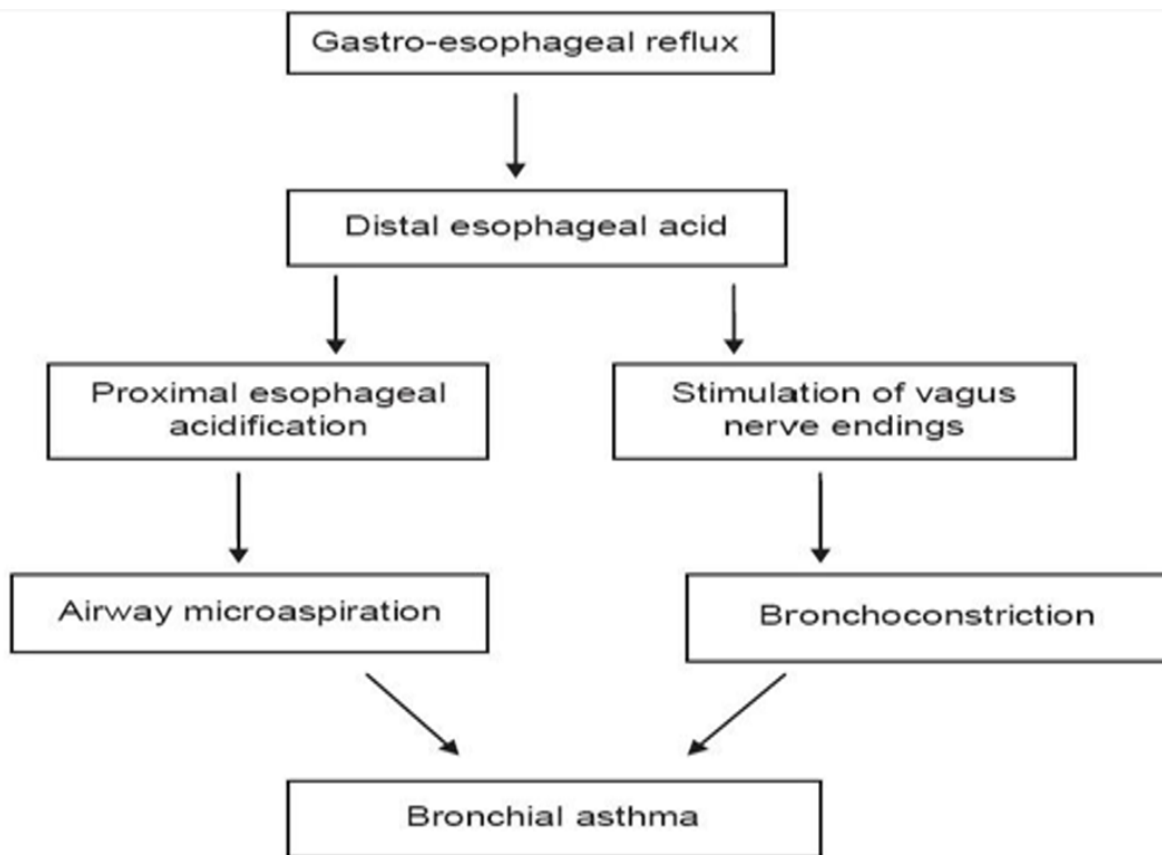 Gastro-esophageal reflux
Distal esophageal acid
Proximal esophageal
acidification
Stimulation of vagus
nerve endings
Airway microaspiration
Bronchoconstriction
Bronchial asthma